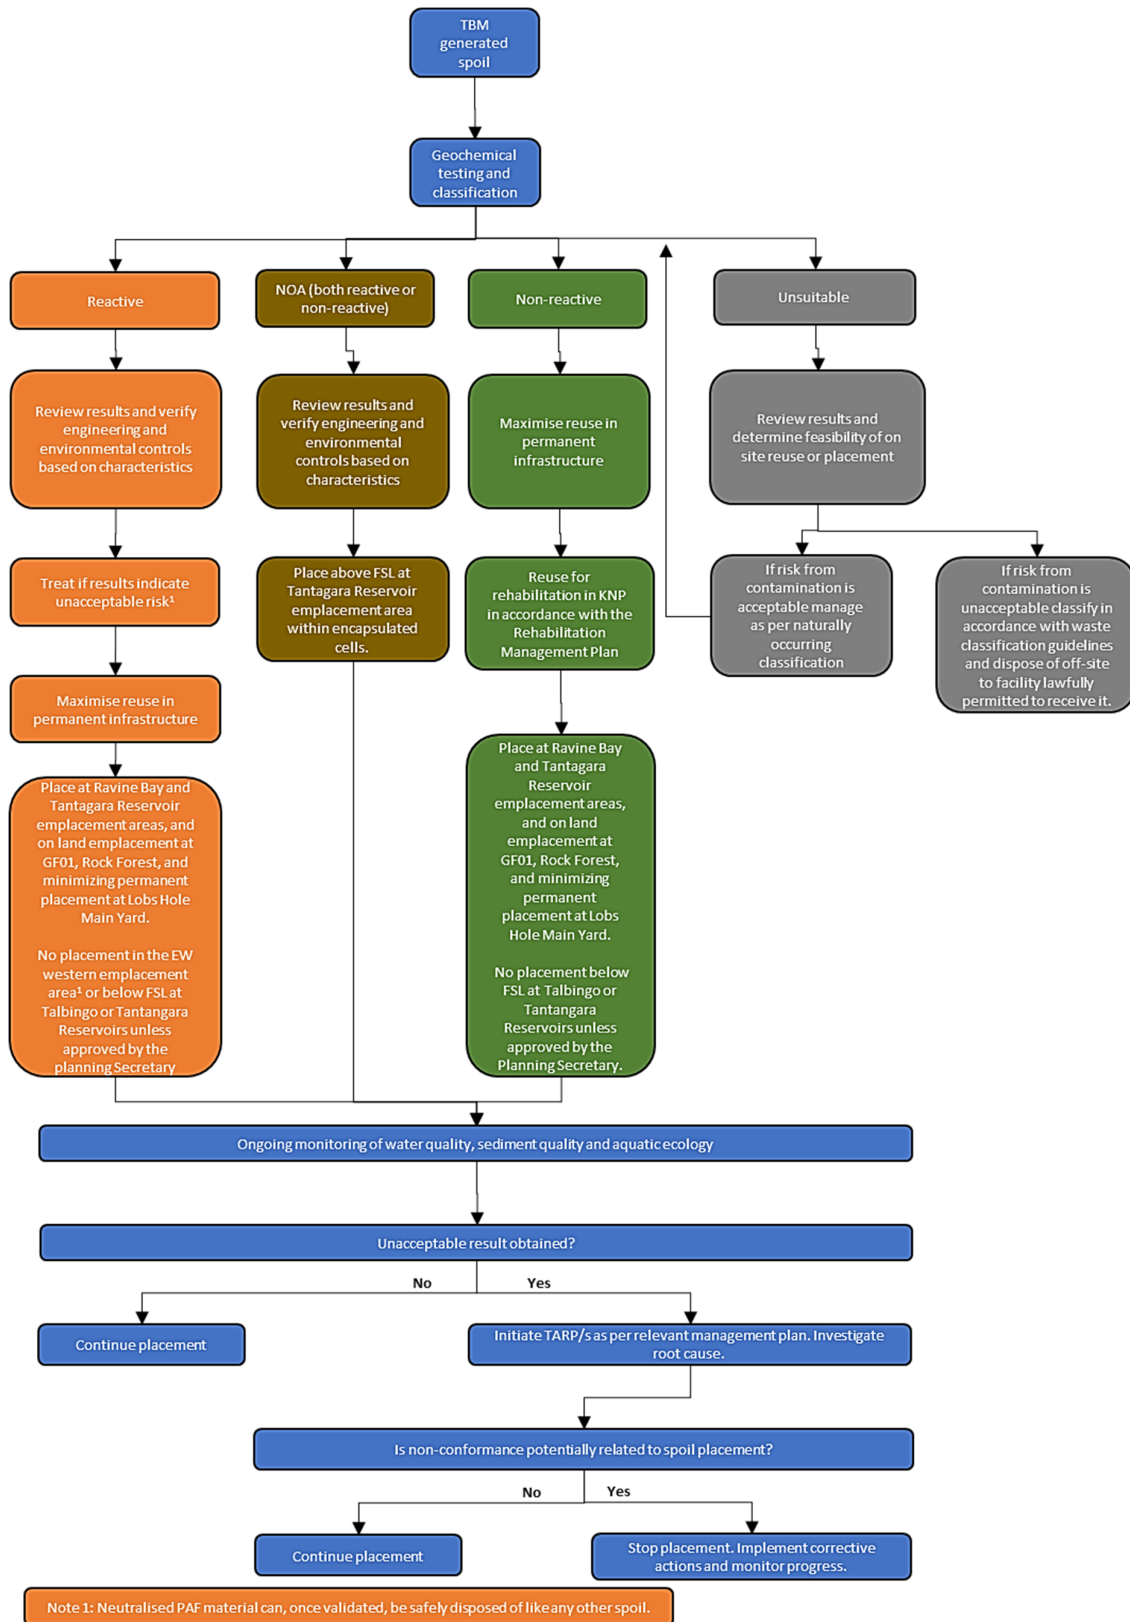 TBM
generated
spoil
Geochemical
testing and
classification
Reactive
NOA (both reactive or
non-reactive)
Non-reactive
Unsuitable
Review results and verify
engineering and
environmental controls
based on characteristics
Review results and
verify engineering and
environmental
controls based on
characteristics
Maximise reuse in
permanent
infrastructure
Review results and
determine feasibility of on
site reuse or placement
Treat if results indicate
unacceptable risk¹
Place above FSL at
Tantagara Reservoir
emplacement area
within encapsulated
cells.
Reuse for
rehabilitation in KNP
in accordance with the
Rehabilitation
Management Plan
If risk from
contamination is
acceptable manage
as per naturally
occurring
classification
If risk from
contamination is
unacceptable classify in
accordance with waste
classification guidelines
and dispose of off-site
to facility lawfully
permitted to receive it.
Maximise reuse in
permanent infrastructure
Place at Ravine Bay and
Tantagara Reservoir
emplacement areas, and
on land emplacement at
GF01, Rock Forest, and
minimizing permanent
placement at Lobs Hole
Main Yard.
No placement in the EW
western emplacement
area¹ or below FSL at
Talbingo or Tantangara
Reservoirs unless
approved by the
planning Secretary
Place at Ravine Bay
and Tantagara
Reservoir
emplacement areas,
and on land
emplacement at
GF01, Rock Forest,
and minimizing
permanent
placement at Lobs
Hole Main Yard.
No placement below
FSL at Talbingo or
Tantangara
Reservoirs unless
approved by the
Planning Secretary.
Ongoing monitoring of water quality, sediment quality and aquatic ecology
Unacceptable result obtained?
No
Yes
Continue placement
Initiate TARP/s as per relevant management plan. Investigate
root cause.
Is non-conformance potentially related to spoil placement?
No
Yes
Continue placement
Stop placement. Implement corrective
actions and monitor progress.
Note 1: Neutralised PAF material can, once validated, be safely disposed of like any other spoil.